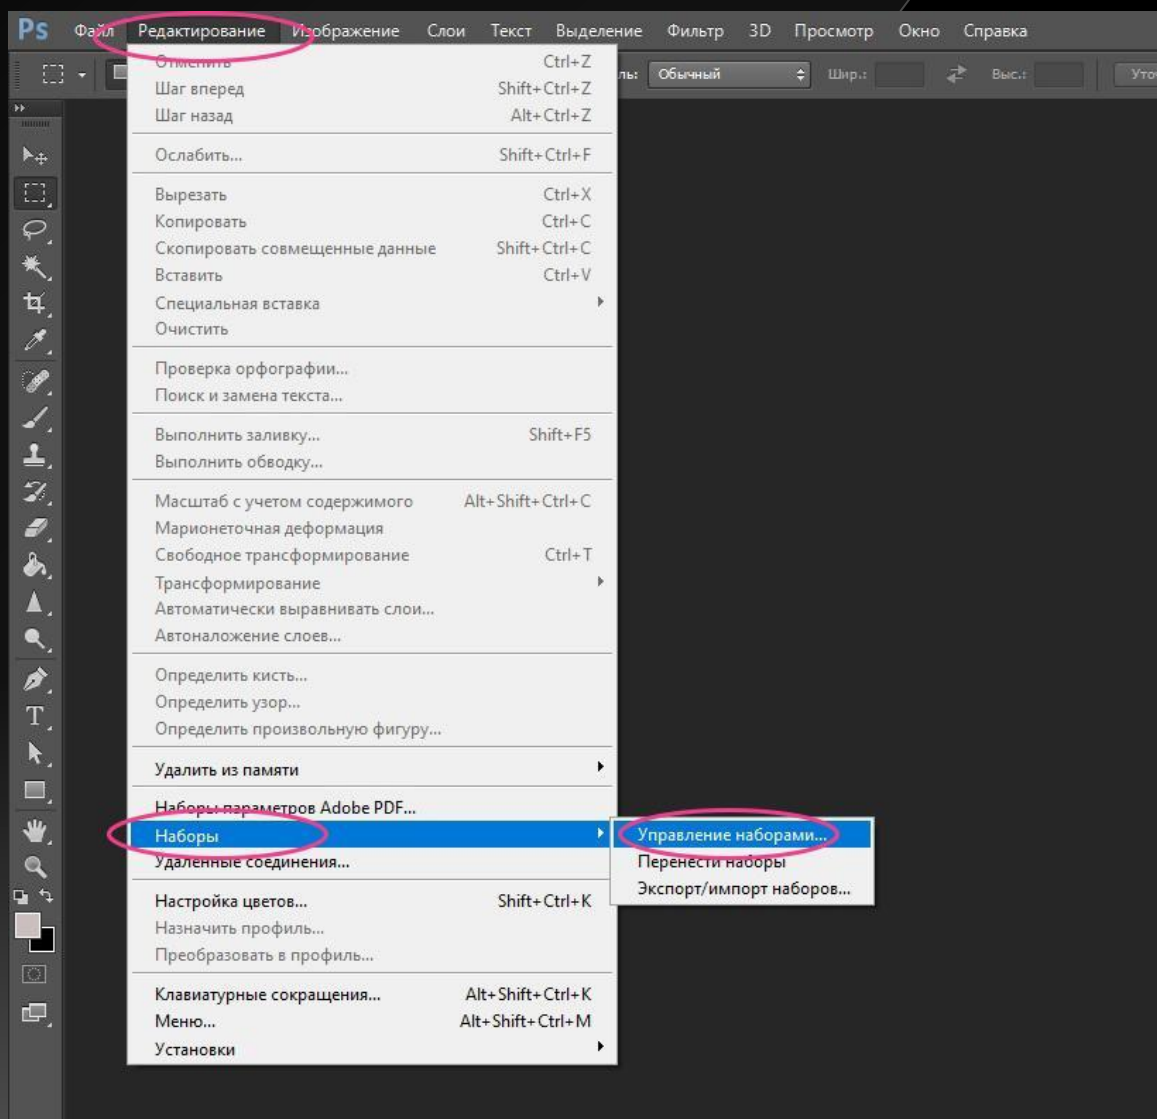 Ps Файл Редактирование Изображение Слои Текст Выделение Фильтр 3D Просмотр Окно Справка
ль: Обычный Шир.: Выс.: Уто
Отменить Ctrl+Z
Шаг вперед Shift+Ctrl+Z
Шаг назад Alt+Ctrl+Z
Ослабить... Shift+Ctrl+F
Вырезать Ctrl+X
Копировать Ctrl+C
Скопировать совмещенные данные Shift+Ctrl+C
Вставить Ctrl+V
Специальная вставка
Очистить
Проверка орфографии...
Поиск и замена текста...
Выполнить заливку... Shift+F5
Выполнить обводку...
Масштаб с учетом содержимого Alt+Shift+Ctrl+C
Марионеточная деформация
Свободное трансформирование Ctrl+T
Трансформирование
Автоматически выравнивать слои...
Автоналожение слоев...
Определить кисть...
Определить узор...
Определить произвольную фигуру...
Удалить из памяти
Наборы параметров Adobe PDF...
Наборы
Управление наборами...
Удаленные соединения...
Перенести наборы
Экспорт/импорт наборов...
Настройка цветов... Shift+Ctrl+K
Назначить профиль...
Преобразовать в профиль...
Клавиатурные сокращения... Alt+Shift+Ctrl+K
Меню... Alt+Shift+Ctrl+M
Установки